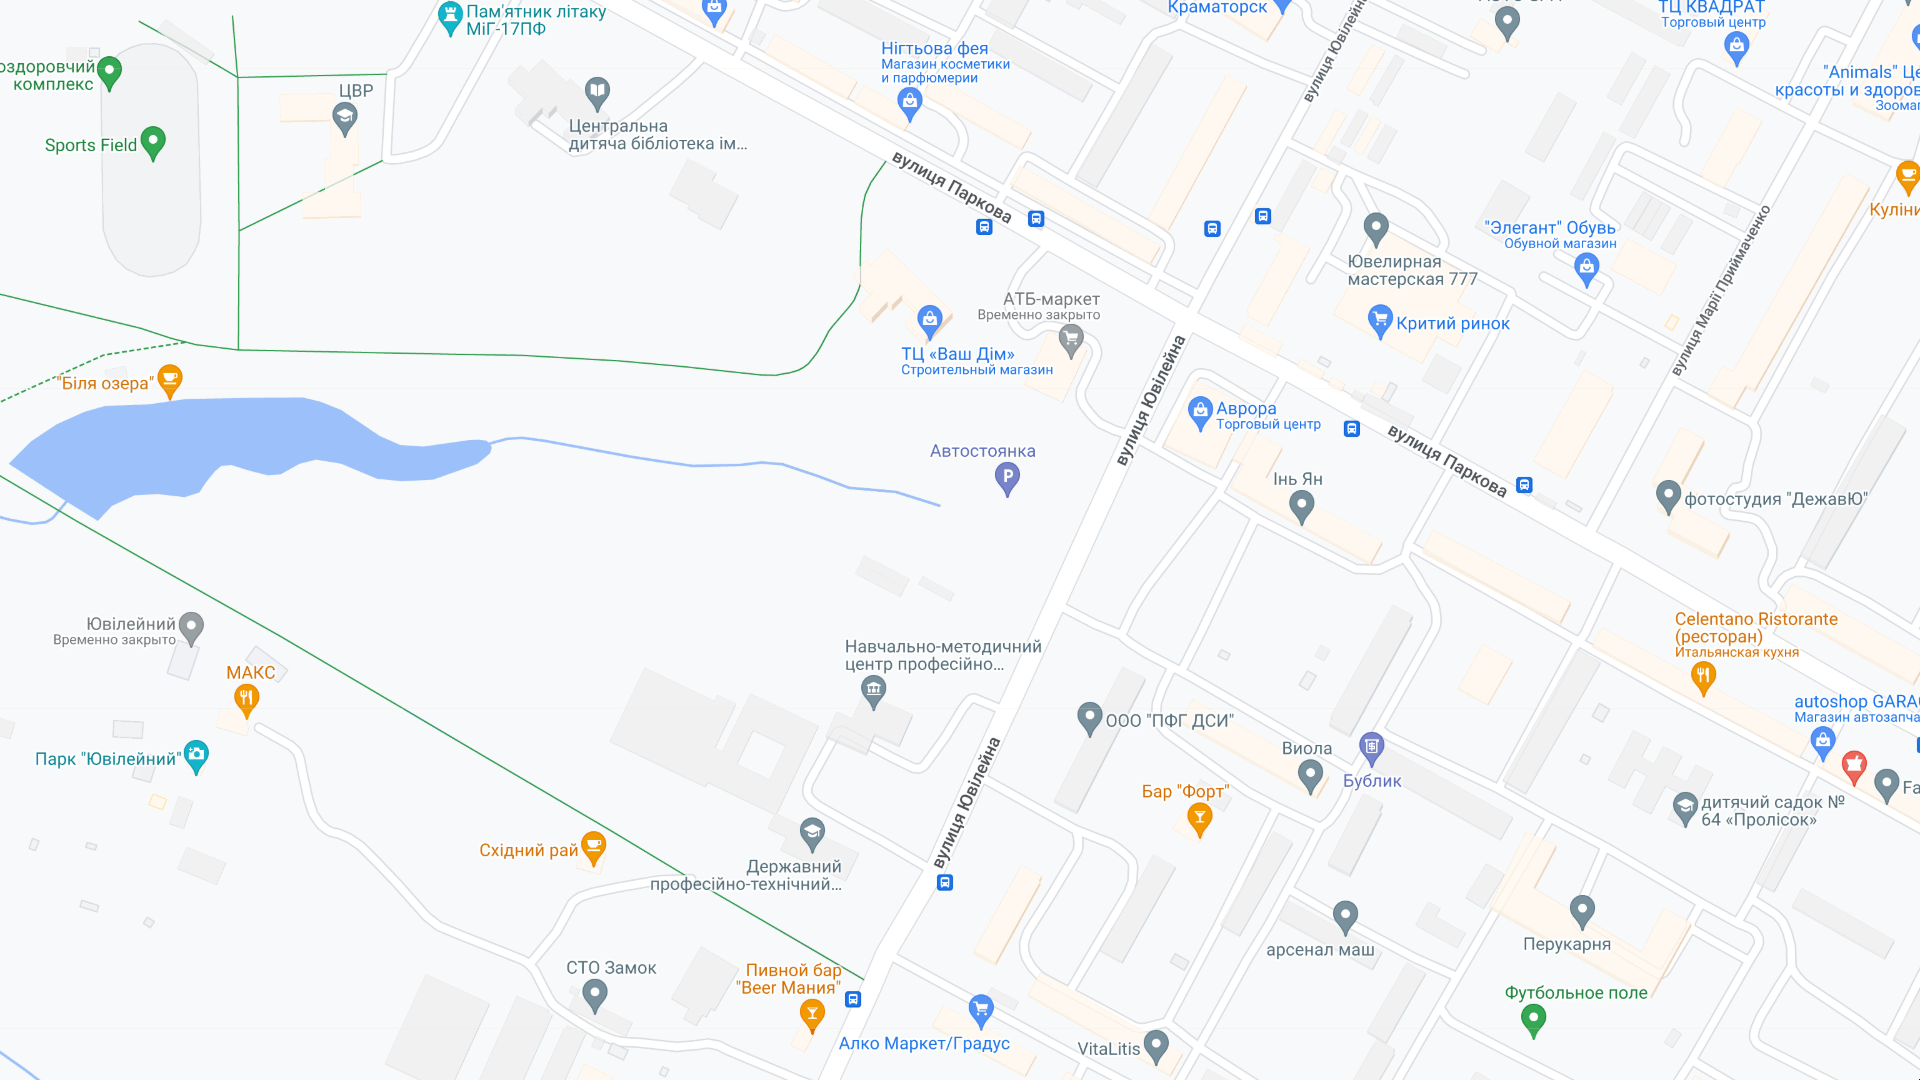 Пам'ятник літаку
МіГ-17ПФ
Краматорск
ТЦ КВАДРАТ
Торговый центр
Нігтьова фея
Магазин косметики
и парфюмерии
вулиця Ювілейна
"Animals" Це
красоты и здоров
Зоомаг
оздоровчий
комплекс
ЦВР
Sports Field
Центральна
дитяча бібліотека ім...
вулиця Паркова
Куліни
"Элегант" Обувь
Обувной магазин
Ювелирная
мастерская 777
вулиця Марії Приймаченко
АТБ-маркет
Временно закрыто
Критий ринок
ТЦ «Ваш Дім»
Строительный магазин
вулиця Ювілейна
"Біля озера"
Аврора
Торговый центр
вулиця Паркова
Автостоянка
P
Інь Ян
фотостудия "ДежавЮ"
Ювілейний
Временно закрыто
Celentano Ristorante
(ресторан)
Итальянская кухня
Навчально-методичний
центр професійно...
МАКС
autoshop GARAG
Магазин автозапча
ООО "ПФГ ДСИ"
Парк "Ювілейний"
Виола
Бублик
вулиця Ювілейна
Бар "Форт"
дитячий садок №
64 «Пролісок»
Fa
Східний рай
Державний
професійно-технічний...
арсенал маш
Перукарня
СТО Замок
Пивной бар
"Beer Мания"
Футбольное поле
Алко Маркет/Градус
VitaLitis